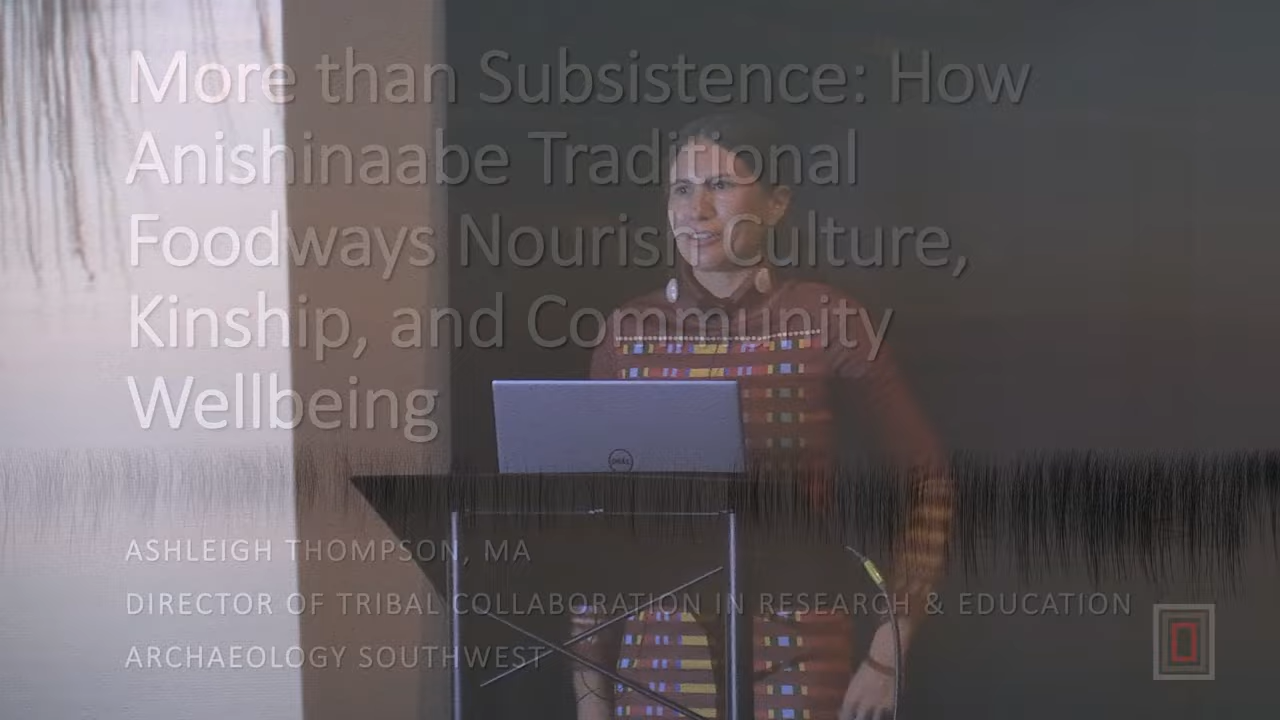 More than Subsistence: How
Anishinaabe Traditional
Foodways Nourish Culture,
Kinship, and Community
Wellbeing
DELL
ASHLEIGH THOMPSON, MA
DIRECTOR OF TRIBAL COLLABORATION IN RESEARCH & EDUCATION
ARCHAEOLOGY SOUTHWEST